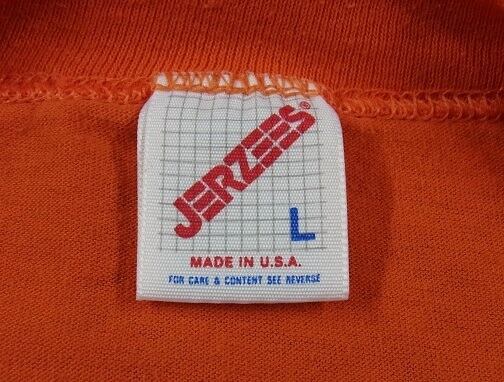 JERZEES®
L
MADE IN U.S.A.
FOR CARE & CONTENT SEE REVERSE